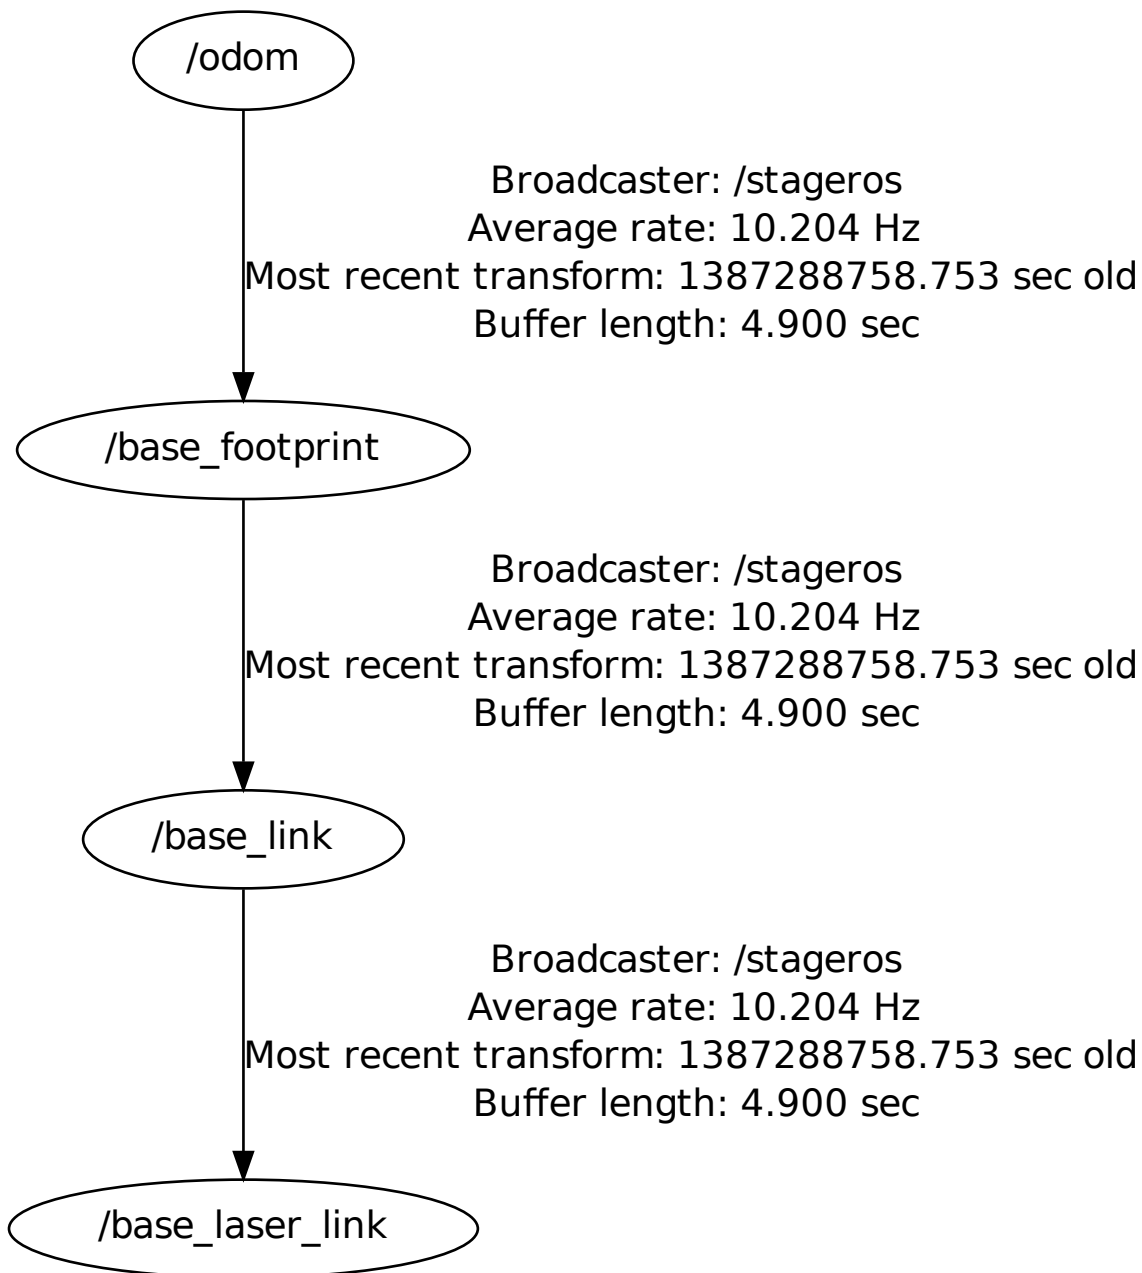 /odom
Broadcaster: /stageros
Average rate: 10.204 Hz
Most recent transform: 1387288758.753 sec old
Buffer length: 4.900 sec
/base_footprint
Broadcaster: /stageros
Average rate: 10.204 Hz
Most recent transform: 1387288758.753 sec old
Buffer length: 4.900 sec
/base_link
Broadcaster: /stageros
Average rate: 10.204 Hz
Most recent transform: 1387288758.753 sec old
Buffer length: 4.900 sec
/base_laser_link